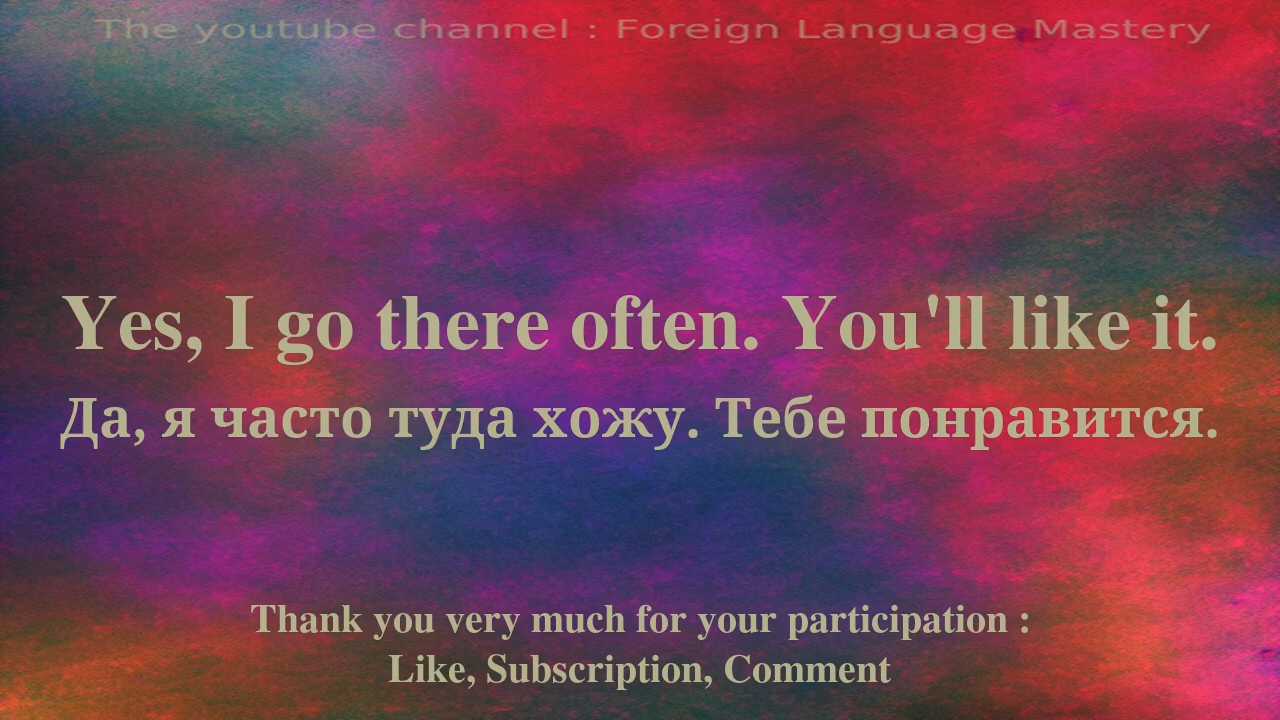 The youtube channel : Foreign Language Mastery
Yes, I go there often. You'll like it.
Да, я часто туда хожу. Тебе понравится.
Thank you very much for your participation :
Like, Subscription, Comment